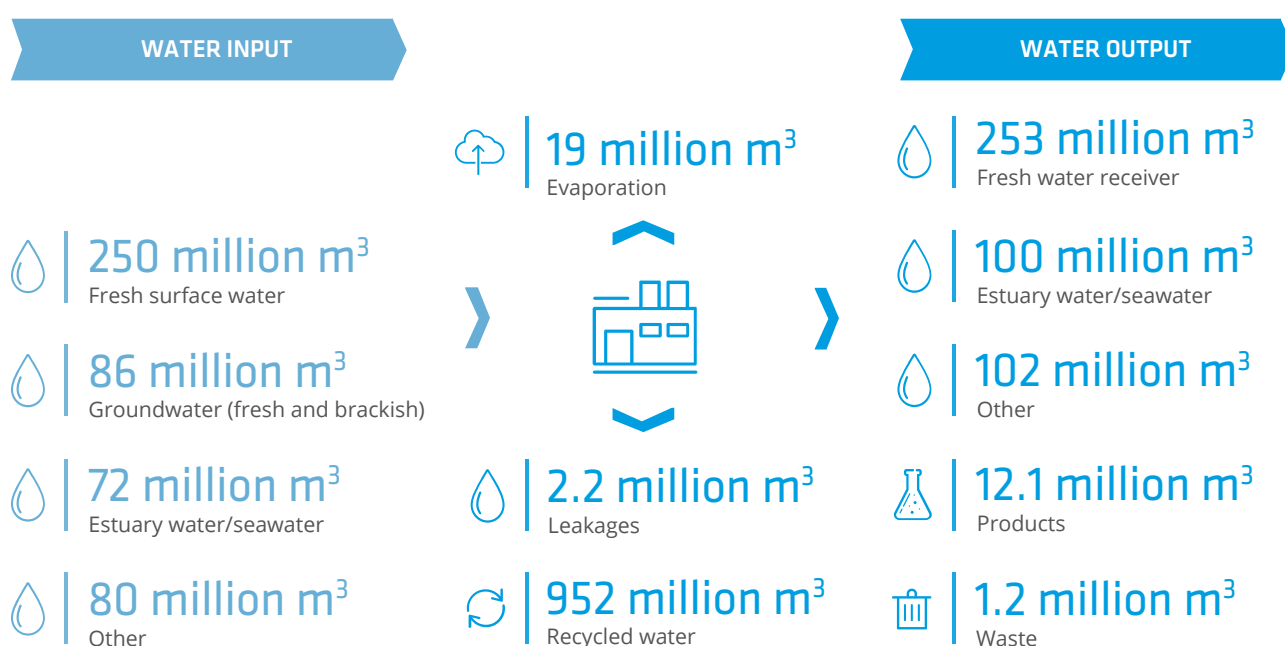 WATER INPUT
WATER OUTPUT
19 million m³
Evaporation
253 million m³
Fresh water receiver
250 million m³
Fresh surface water
100 million m³
Estuary water/seawater
86 million m³
Groundwater (fresh and brackish)
102 million m³
Other
72 million m³
Estuary water/seawater
2.2 million m³
Leakages
12.1 million m³
Products
80 million m³
Other
952 million m³
Recycled water
1.2 million m³
Waste